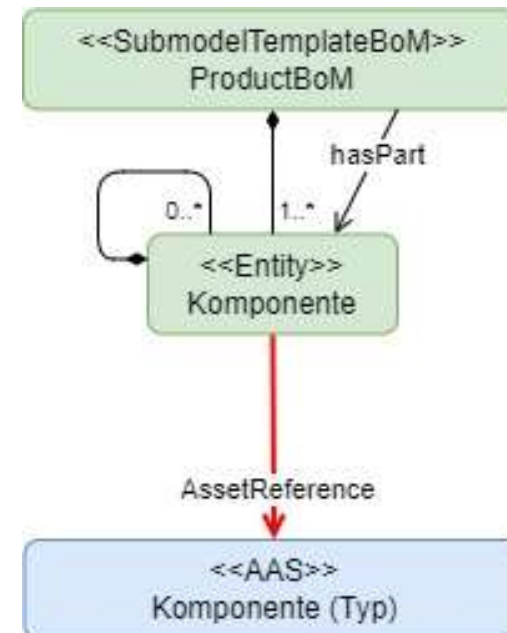 <<SubmodelTemplateBoM>>
ProductBoM
hasPart
0..*
1..*
<<Entity>>
Komponente
AssetReference
<<AAS>>
Komponente (Typ)